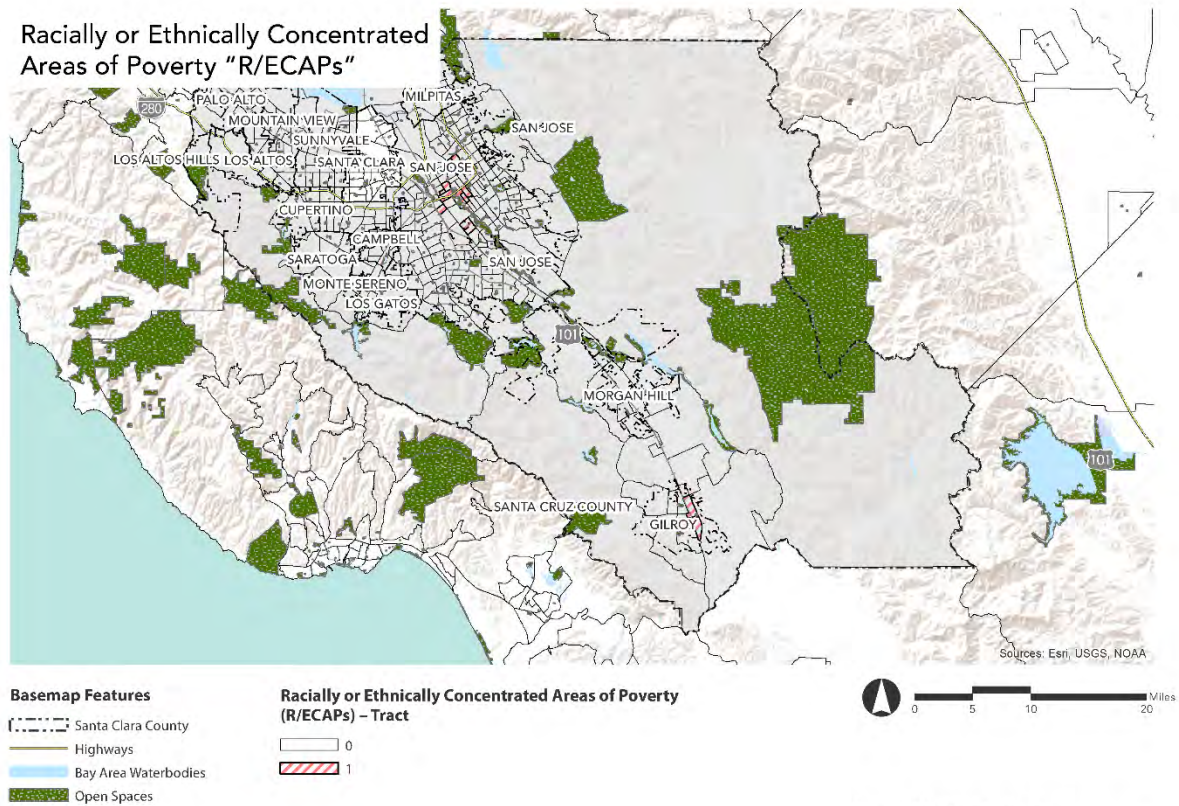 Racially or Ethnically Concentrated
Areas of Poverty “R/ECAPs”
280
PALO ALTO
MILPITAS
MOUNTAIN VIEW
SAN JOSE
SUNNYVALE
LOS ALTOS HILLS
LOS ALTOS
SANTA CLARA
SAN JOSE
CUPERTINO
CAMPBELL
SARATOGA
SAN JOSE
MONTE SERENO
LOS GATOS
101
MORGAN HILL
101
SANTA CRUZ COUNTY
GILROY
Sources: Esri, USGS, NOAA
Basemap Features
Santa Clara County
Highways
Bay Area Waterbodies
Open Spaces
Racially or Ethnically Concentrated Areas of Poverty
(R/ECAPs) – Tract
0
1
Miles
0 5 10 20